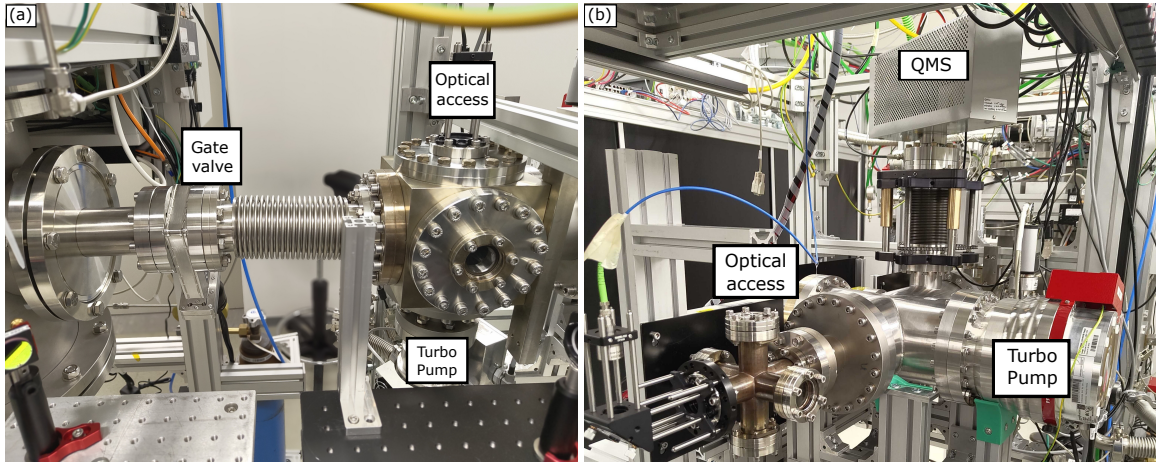 (a)
Optical
access
Gate
valve
Turbo
Pump
(b)
QMS
Optical
access
Turbo
Pump